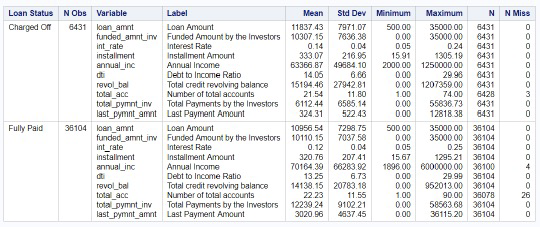 Loan Status N Obs Variable Label Mean Std Dev Minimum Maximum N N Miss
Charged Off 6431 loan_amnt Loan Amount 11837.43 7971.07 500.00 35000.00 6431 0
funded_amnt_inv Funded Amount by the Investors 10307.15 7636.38 0.00 35000.00 6431 0
int_rate Interest Rate 0.14 0.04 0.05 0.24 6431 0
installment Installment Amount 333.07 216.95 15.91 1305.19 6431 0
annual_inc Annual Income 63366.87 49684.10 2000.00 1250000.00 6431 0
dti Debt to Income Ratio 14.05 6.66 0.00 29.96 6431 0
revol_bal Total credit revolving balance 15194.46 27942.81 0.00 1207359.00 6431 0
total_acc Number of total accounts 21.54 11.80 1.00 74.00 6428 3
total_pymnt_inv Total Payments by the Investors 6112.44 6585.14 0.00 55836.73 6431 0
last_pymnt_amnt Last Payment Amount 324.31 522.43 0.00 12818.38 6431 0
Fully Paid 36104 loan_amnt Loan Amount 10956.54 7298.75 500.00 35000.00 36104 0
funded_amnt_inv Funded Amount by the Investors 10110.15 7037.58 0.00 35000.00 36104 0
int_rate Interest Rate 0.12 0.04 0.05 0.25 36104 0
installment Installment Amount 320.76 207.41 15.67 1295.21 36104 0
annual_inc Annual Income 70164.39 66283.92 1896.00 6000000.00 36100 4
dti Debt to Income Ratio 13.25 6.73 0.00 29.99 36104 0
revol_bal Total credit revolving balance 14138.15 20783.18 0.00 952013.00 36104 0
total_acc Number of total accounts 22.23 11.55 1.00 90.00 36078 26
total_pymnt_inv Total Payments by the Investors 12239.24 9102.21 0.00 58563.68 36104 0
last_pymnt_amnt Last Payment Amount 3020.96 4637.45 0.00 36115.20 36104 0